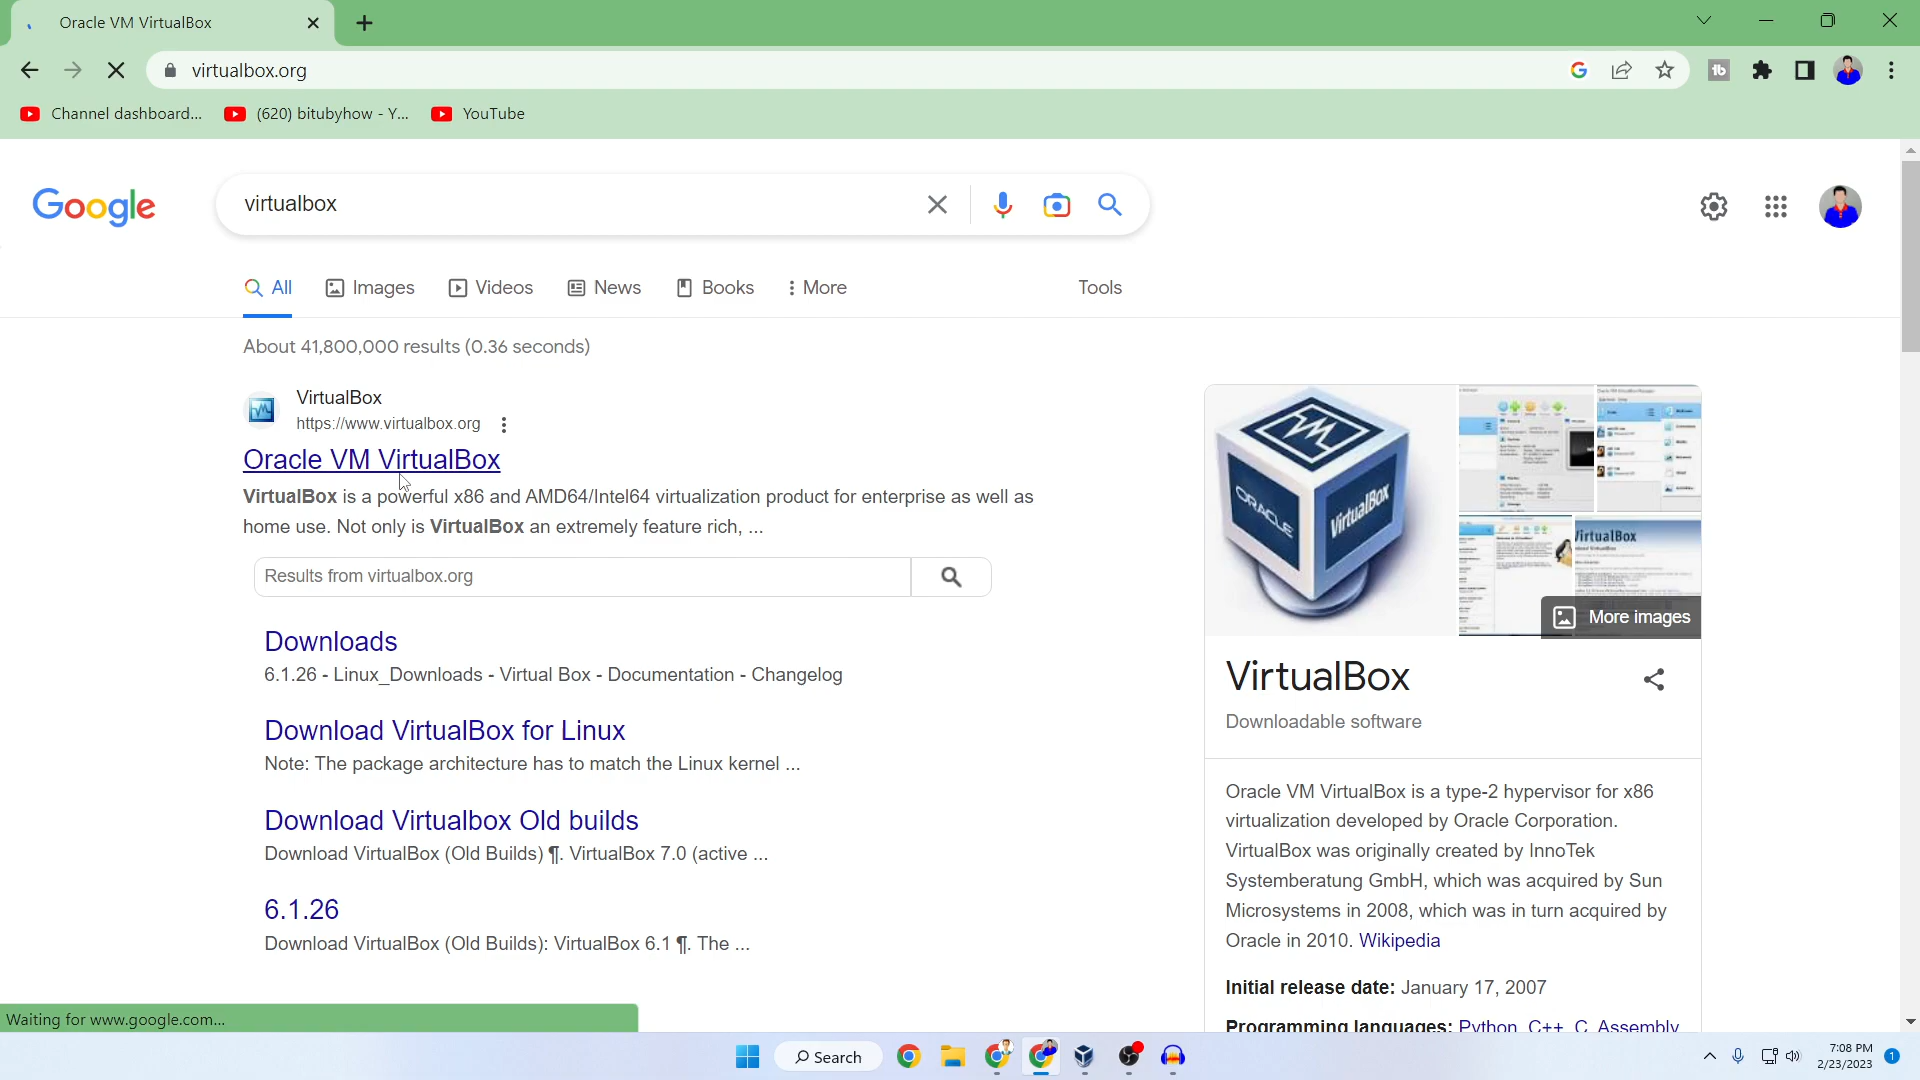 Oracle VM VirtualBox
virtualbox.org
Channel dashboard...
(620) bitubyhow - Y...
YouTube
Google
virtualbox
All
Images
Videos
News
Books
More
Tools
About 41,800,000 results (0.36 seconds)
VirtualBox
https://www.virtualbox.org
Oracle VM VirtualBox
VirtualBox is a powerful x86 and AMD64/Intel64 virtualization product for enterprise as well as
home use. Not only is VirtualBox an extremely feature rich, ...
Results from virtualbox.org
Downloads
6.1.26 - Linux_Downloads - Virtual Box - Documentation - Changelog
Download VirtualBox for Linux
Note: The package architecture has to match the Linux kernel ...
Download Virtualbox Old builds
Download VirtualBox (Old Builds) ¶. VirtualBox 7.0 (active ...
6.1.26
Download VirtualBox (Old Builds): VirtualBox 6.1 ¶. The ...
ORACLE
VirtualBox
VirtualBox
More images
VirtualBox
Downloadable software
Oracle VM VirtualBox is a type-2 hypervisor for x86
virtualization developed by Oracle Corporation.
VirtualBox was originally created by InnoTek
Systemberatung GmbH, which was acquired by Sun
Microsystems in 2008, which was in turn acquired by
Oracle in 2010. Wikipedia
Initial release date: January 17, 2007
Programming languages: Python, C++, C, Assembly
Waiting for www.google.com...
Search
7:08 PM
2/23/2023
1